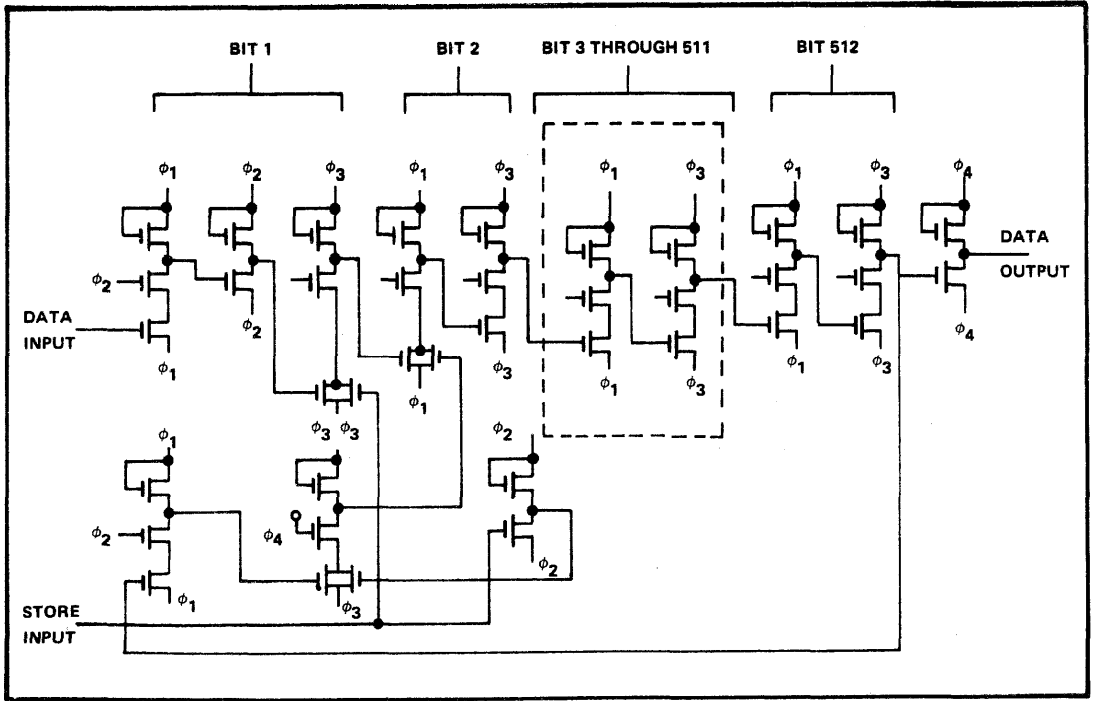 BIT 1 BIT 2 BIT 3 THROUGH 511 BIT 512
ϕ1 ϕ2 ϕ3 ϕ1 ϕ3 ϕ1 ϕ3 ϕ1 ϕ3 ϕ4
DATA
OUTPUT
ϕ2
ϕ2
ϕ4
DATA
INPUT
ϕ1 ϕ3 ϕ1 ϕ3 ϕ1 ϕ3
ϕ1
ϕ3 ϕ3
ϕ1 ϕ2
ϕ2 ϕ4
ϕ2
ϕ1 ϕ3
STORE
INPUT